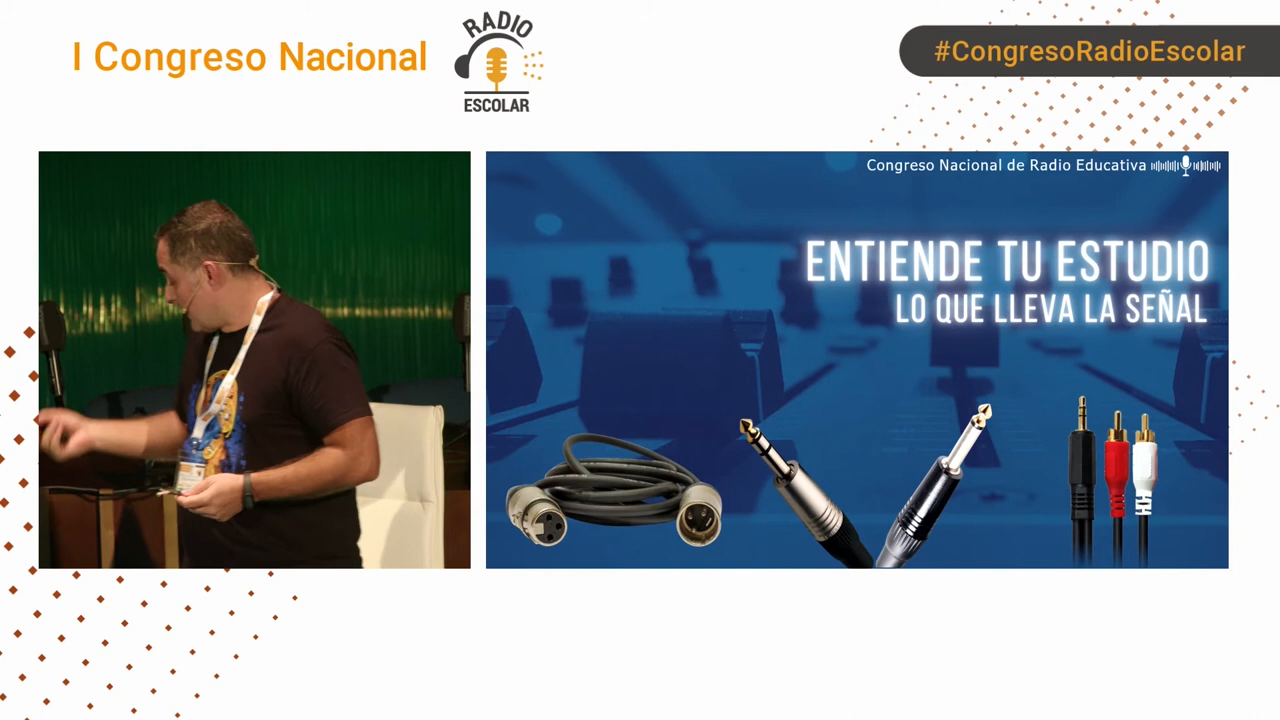 I Congreso Nacional
RADIO
ESCOLAR
#CongresoRadioEscolar
Congreso Nacional de Radio Educativa
ENTIENDE TU ESTUDIO
LO QUE LLEVA LA SEÑAL